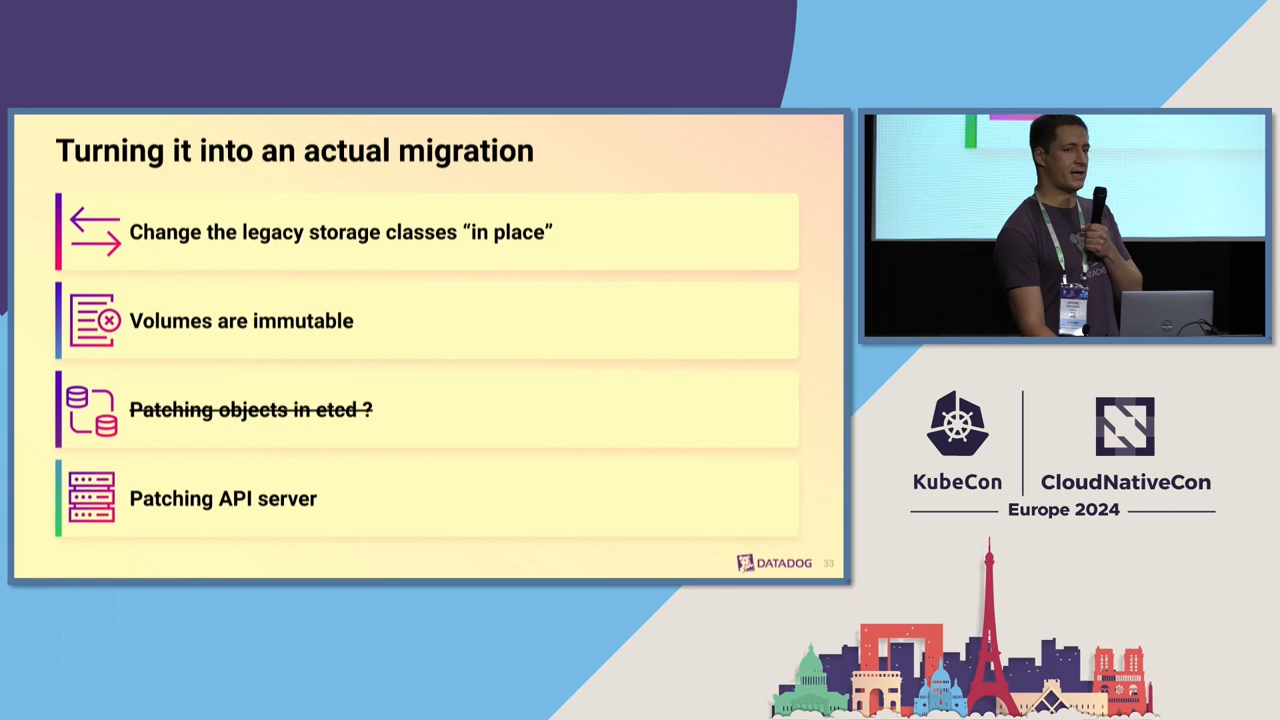 Turning it into an actual migration
Change the legacy storage classes “in place”
Volumes are immutable
Patching objects in etcd ?
Patching API server
DATADOG 33
DATADOG
KubeCon CloudNativeCon
Europe 2024